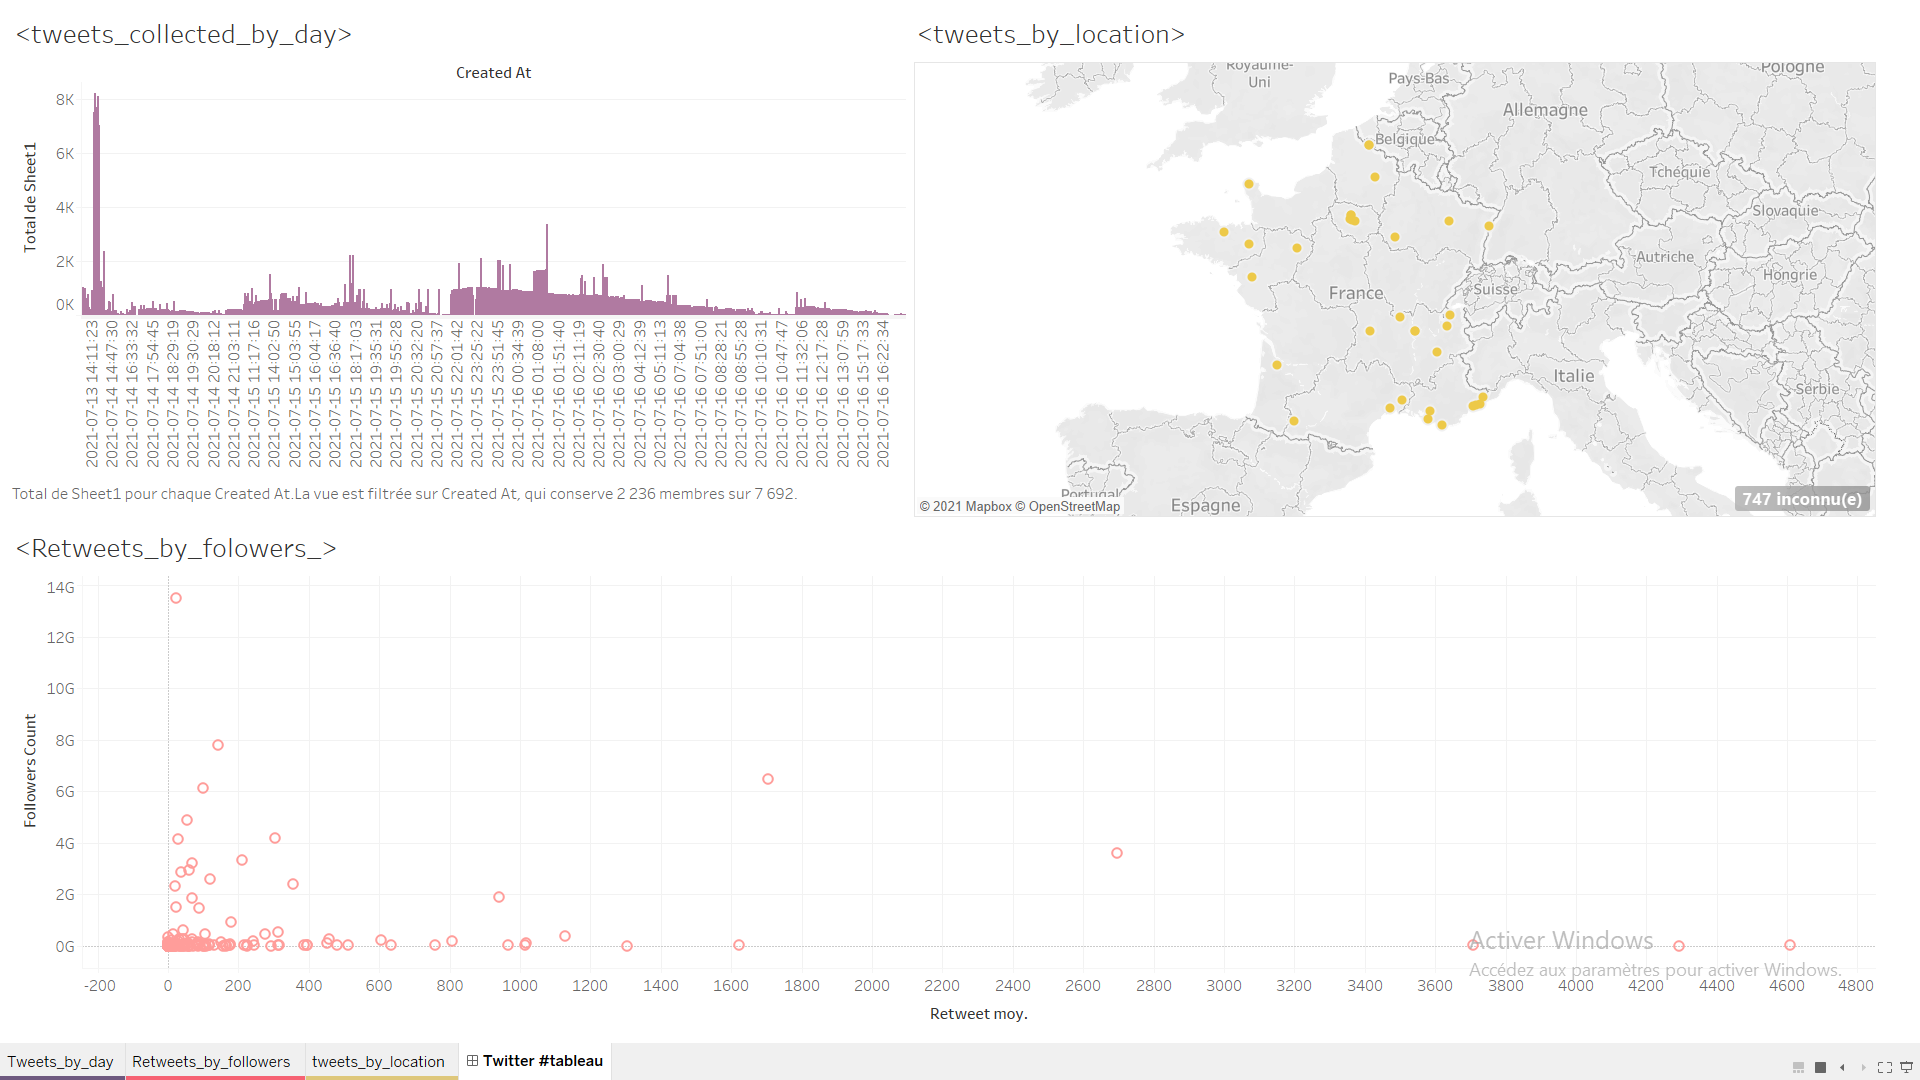 <tweets_collected_by_day>
Created At
Total de Sheet1
8K
6K
4K
2K
0K
2021-07-13 14:11:23
2021-07-14 14:47:30
2021-07-14 16:33:32
2021-07-14 17:54:45
2021-07-14 18:29:19
2021-07-14 19:30:29
2021-07-14 20:18:12
2021-07-14 21:03:11
2021-07-15 11:17:16
2021-07-15 14:02:50
2021-07-15 15:03:55
2021-07-15 16:04:17
2021-07-15 16:36:40
2021-07-15 18:17:03
2021-07-15 19:35:31
2021-07-15 19:55:28
2021-07-15 20:32:20
2021-07-15 20:57:37
2021-07-15 22:01:42
2021-07-15 23:25:22
2021-07-15 23:51:45
2021-07-16 00:34:39
2021-07-16 01:08:00
2021-07-16 01:51:40
2021-07-16 02:11:19
2021-07-16 02:30:40
2021-07-16 03:00:29
2021-07-16 04:12:39
2021-07-16 05:11:13
2021-07-16 07:04:38
2021-07-16 07:51:00
2021-07-16 08:28:21
2021-07-16 08:55:28
2021-07-16 10:10:31
2021-07-16 10:47:47
2021-07-16 11:32:06
2021-07-16 12:17:28
2021-07-16 13:07:59
2021-07-16 15:17:33
2021-07-16 16:22:34
Total de Sheet1 pour chaque Created At.La vue est filtrée sur Created At, qui conserve 2 236 membres sur 7 692.
<tweets_by_location>
Royaume-
Uni
Pays-Bas
Pologne
Allemagne
Belgique
Tchéquie
Slovaquie
Autriche
Hongrie
Suisse
France
Italie
Serbie
Portugal
Espagne
© 2021 Mapbox © OpenStreetMap
747 inconnu(e)
<Retweets_by_folowers_>
Followers Count
14G
12G
10G
8G
6G
4G
2G
0G
-200 0 200 400 600 800 1000 1200 1400 1600 1800 2000 2200 2400 2600 2800 3000 3200 3400 3600 3800 4000 4200 4400 4600 4800
Retweet moy.
Activer Windows
Accédez aux paramètres pour activer Windows.
Tweets_by_day Retweets_by_followers tweets_by_location Twitter #tableau